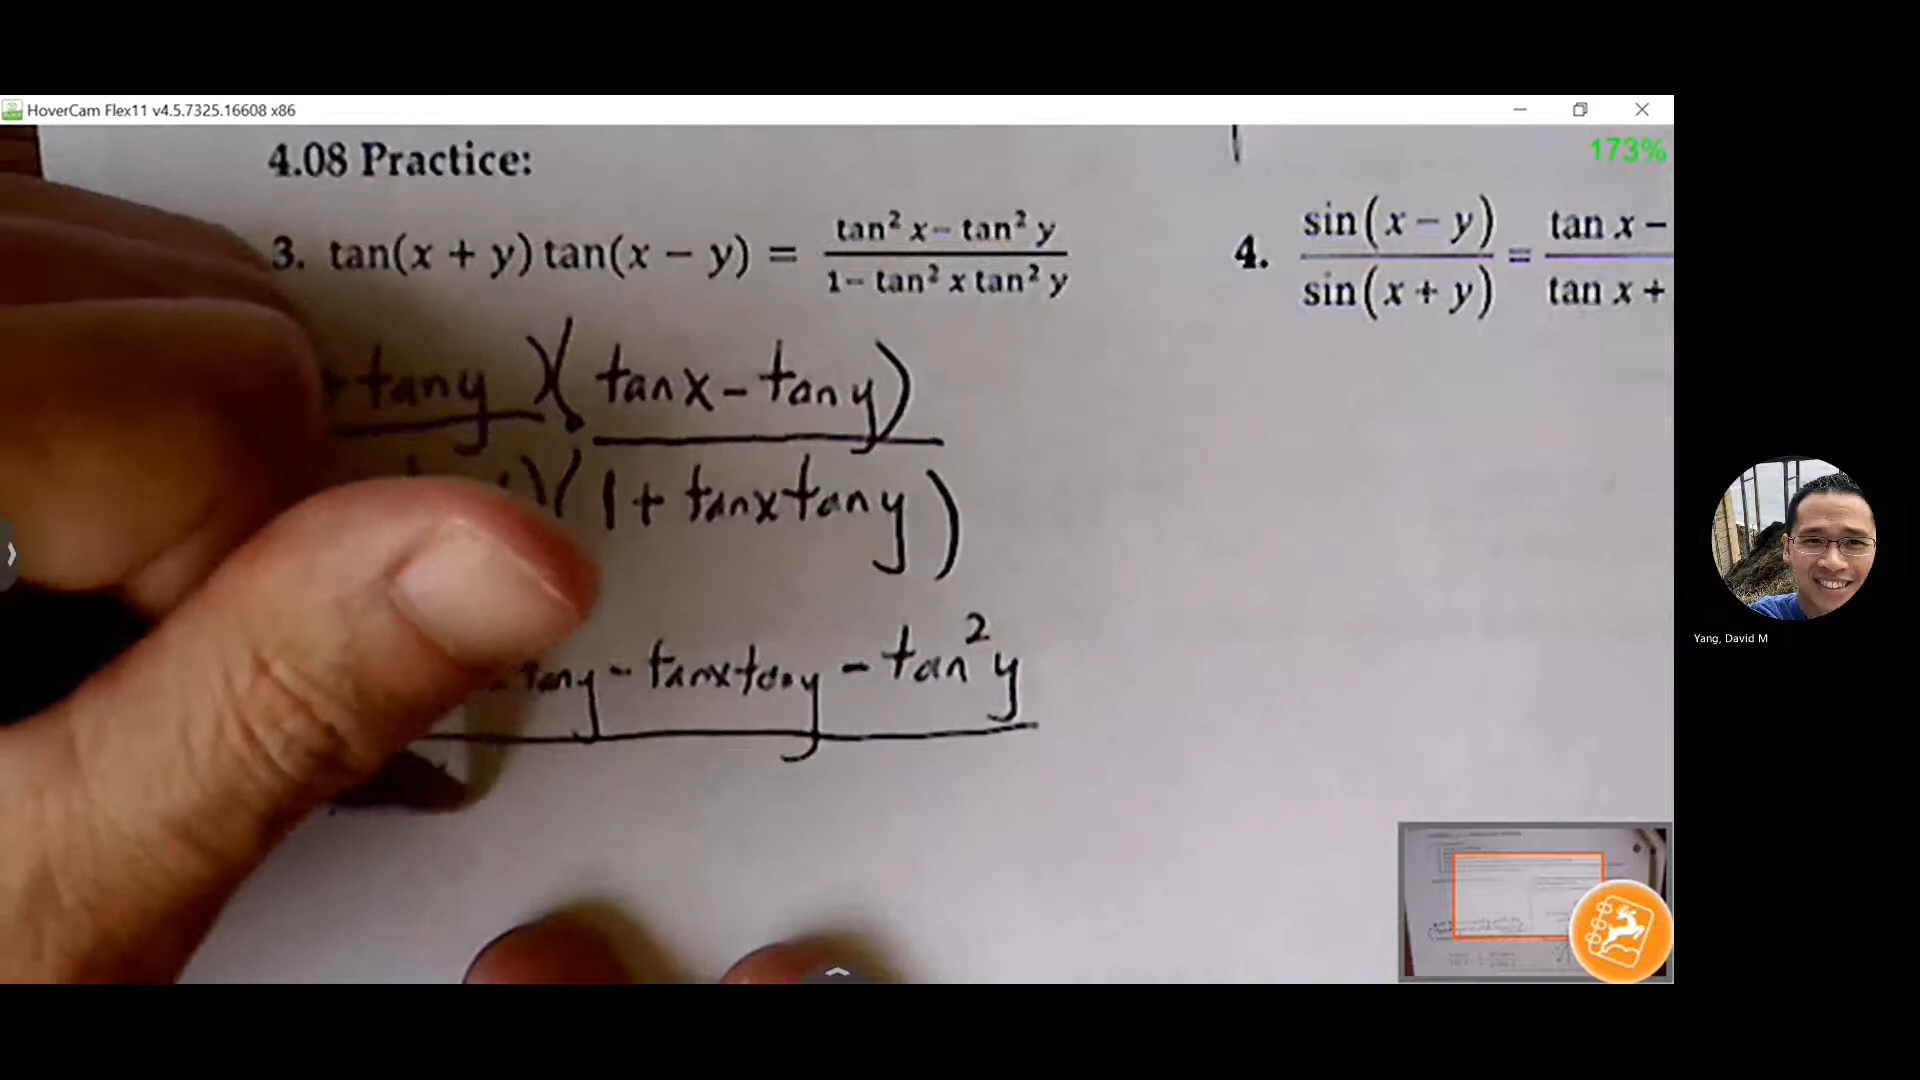 HoverCam Flex11 v4.5.7325.16608 x86
173%
4.08 Practice:
3. tan(x + y) tan(x − y) = tan² x − tan² y
1 − tan² x tan² y
4. sin(x − y) = tan x −
sin(x + y) tan x +
+ tany )( tanx - tany)
)( 1 + tanxtany )
tany - tanxtany - tan²y
Yang, David M